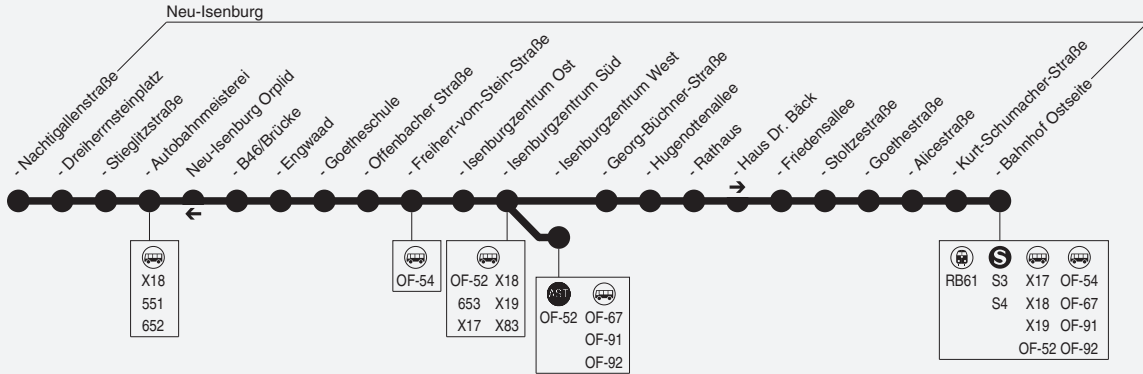 Neu-Isenburg
- Nachtigallenstraße
- Dreiherrnsteinplatz
- Stieglitzstraße
- Autobahnmeisterei
Neu-Isenburg Orplid
- B46/Brücke
- Engwaad
- Goetheschule
- Offenbacher Straße
- Freiherr-vom-Stein-Straße
- Isenburgzentrum Ost
- Isenburgzentrum Süd
- Isenburgzentrum West
- Georg-Büchner-Straße
- Hugenottenallee
- Rathaus
- Haus Dr. Bäck
- Friedensallee
- Stoltzestraße
- Goethestraße
- Alicestraße
- Kurt-Schumacher-Straße
- Bahnhof Ostseite
X18
551
652
OF-54
OF-52 X18
653 X19
X17 X83
AST
OF-52 OF-67
OF-91
OF-92
S
RB61 S3 X17 OF-54
S4 X18 OF-67
X19 OF-91
OF-52 OF-92